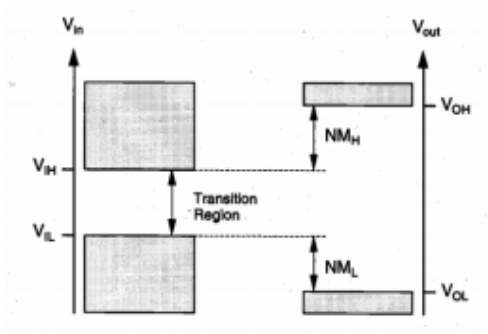 Vin
Vout
VOH
NMH
VIH
Transition
Region
VIL
NML
VOL